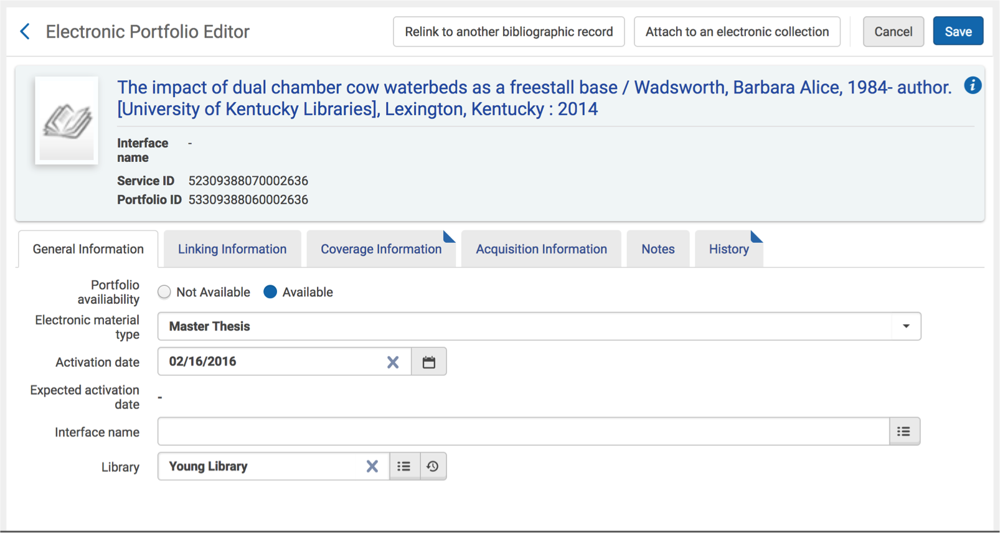 Electronic Portfolio Editor
Relink to another bibliographic record
Attach to an electronic collection
Cancel
Save
The impact of dual chamber cow waterbeds as a freestall base / Wadsworth, Barbara Alice, 1984- author.
[University of Kentucky Libraries], Lexington, Kentucky : 2014
Interface -
name
Service ID 52309388070002636
Portfolio ID 53309388060002636
General Information
Linking Information
Coverage Information
Acquisition Information
Notes
History
Portfolio
availiability
Not Available
Available
Electronic material
type
Master Thesis
Activation date
02/16/2016
Expected activation
date
-
Interface name
Library
Young Library